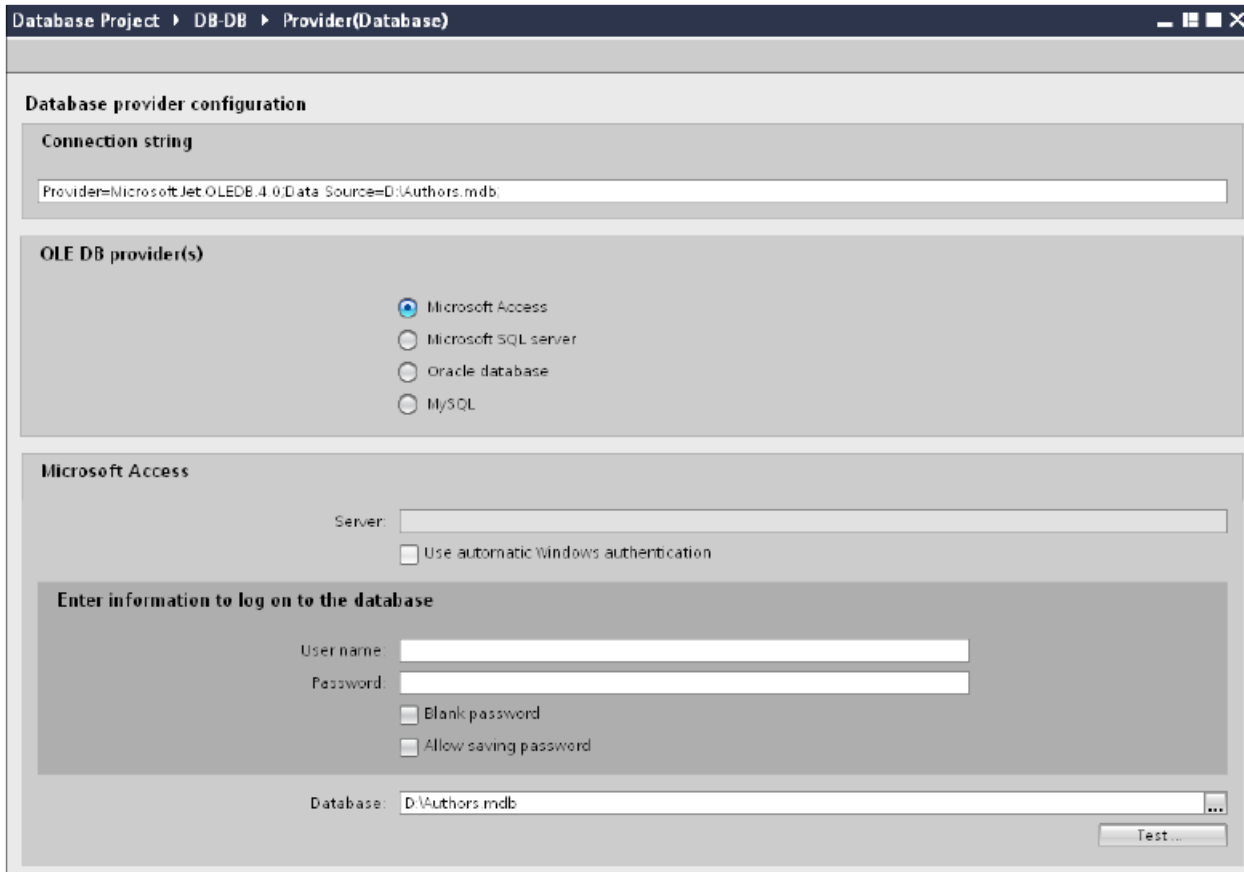 Database Project ▸ DB-DB ▸ Provider(Database)
Database provider configuration
Connection string
Provider=Microsoft.Jet.OLEDB.4.0;Data Source=D:\Authors.mdb;
OLE DB provider(s)
Microsoft Access
Microsoft SQL server
Oracle database
MySQL
Microsoft Access
Server:
Use automatic Windows authentication
Enter information to log on to the database
User name:
Password:
Blank password
Allow saving password
Database: D:\Authors.mdb
...
Test...